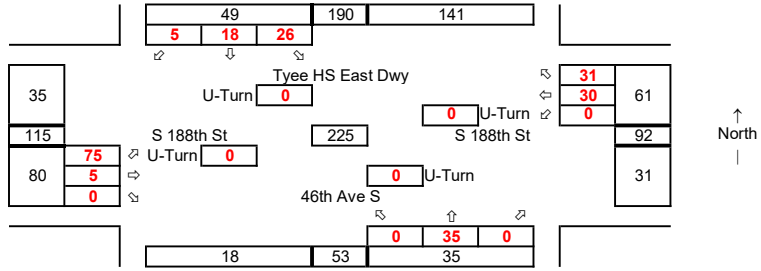 49 190 141
5 18 26
⬃ ⇩ ⬂
Tyee HS East Dwy
⬁ 31
35 U-Turn 0 ⇦ 30 61 ↑
0 U-Turn ⬃ 0
115 S 188th St 225 S 188th St 92 North
75 ⬀ U-Turn 0 |
80 5 ⇨ 0 U-Turn 31
0 ⬂ 46th Ave S
⬁ ⇧ ⬀
0 35 0
18 53 35